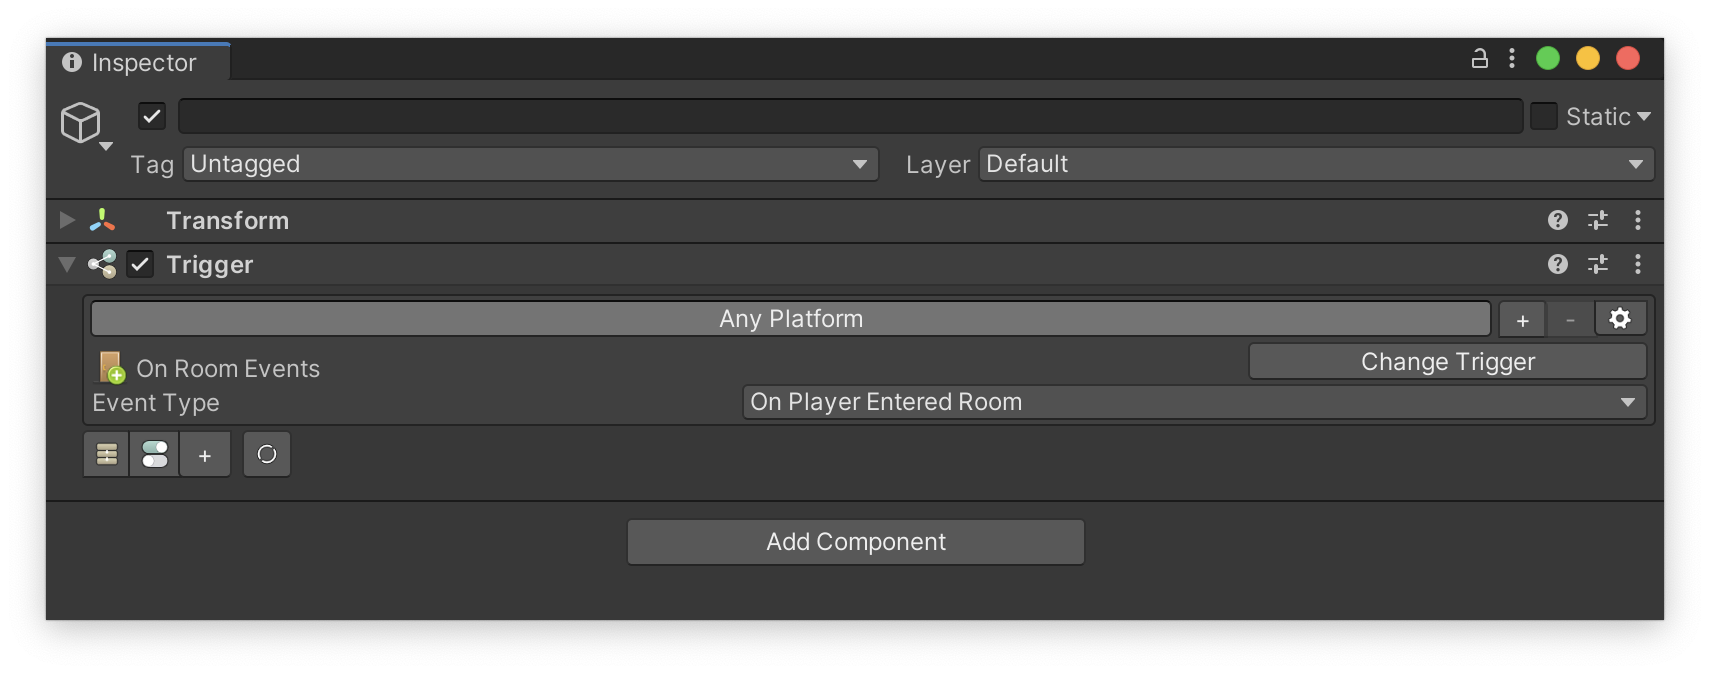 Inspector
Static
Tag Untagged Layer Default
Transform
Trigger
Any Platform + -
On Room Events Change Trigger
Event Type On Player Entered Room
+
Add Component